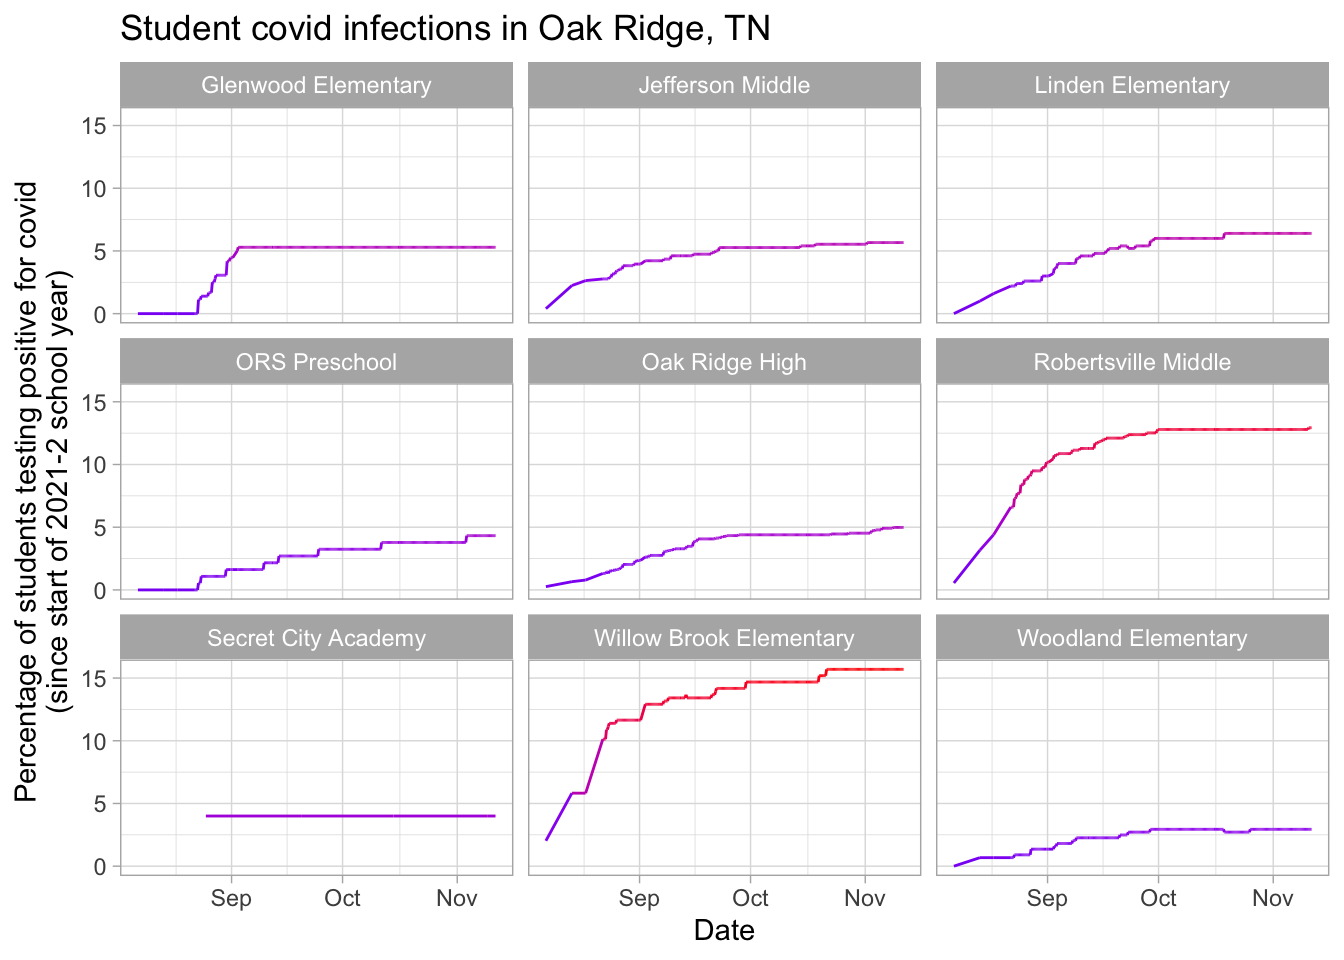 Student covid infections in Oak Ridge, TN
Percentage of students testing positive for covid
(since start of 2021-2 school year)
Glenwood Elementary
Jefferson Middle
Linden Elementary
15
10
5
0
ORS Preschool
Oak Ridge High
Robertsville Middle
15
10
5
0
Secret City Academy
Willow Brook Elementary
Woodland Elementary
15
10
5
0
Sep Oct Nov
Sep Oct Nov
Sep Oct Nov
Date